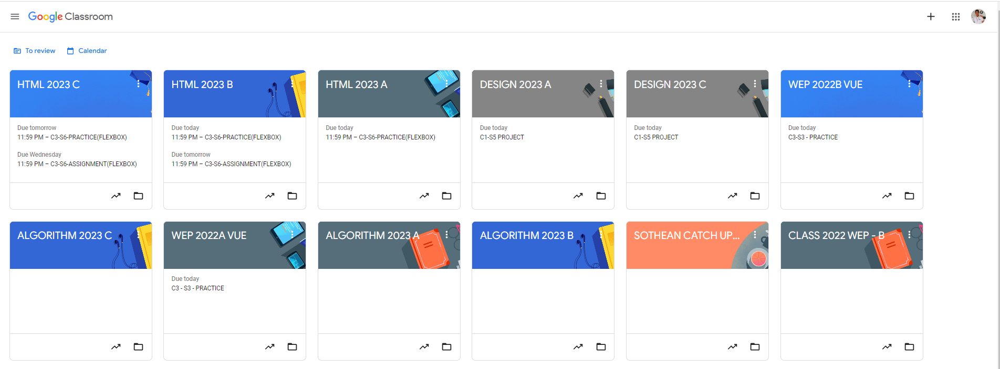 Google Classroom
To review
Calendar
HTML 2023 C
Due tomorrow
11:59 PM – C3-S6-PRACTICE(FLEXBOX)
Due Wednesday
11:59 PM – C3-S6-ASSIGNMENT(FLEXBOX)
HTML 2023 B
Due today
11:59 PM – C3-S6-PRACTICE(FLEXBOX)
Due tomorrow
11:59 PM – C3-S6-ASSIGNMENT(FLEXBOX)
HTML 2023 A
Due today
11:59 PM – C3-S6-PRACTICE(FLEXBOX)
DESIGN 2023 A
Due today
C1-S5 PROJECT
DESIGN 2023 C
Due today
C1-S5 PROJECT
WEP 2022B VUE
Due today
C3-S3 - PRACTICE
ALGORITHM 2023 C
WEP 2022A VUE
Due today
C3 - S3 - PRACTICE
ALGORITHM 2023 A
ALGORITHM 2023 B
SOTHEAN CATCH UP...
CLASS 2022 WEP - B